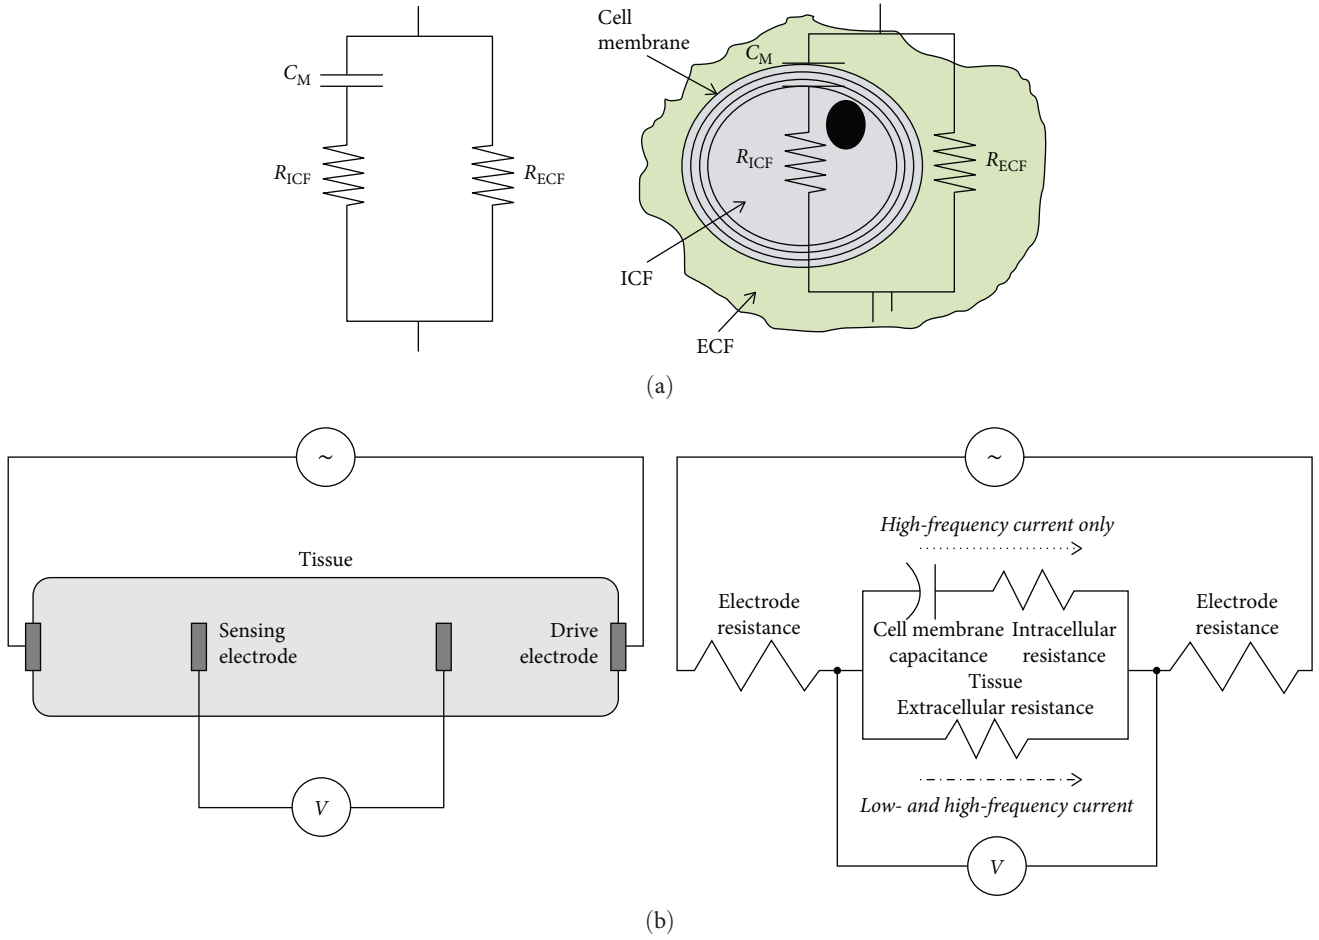 C_M
R_ICF
R_ECF
Cell
membrane
C_M
R_ICF
R_ECF
ICF
ECF
(a)
~
Tissue
Sensing
electrode
Drive
electrode
V
~
High-frequency current only
Electrode
resistance
Cell membrane
capacitance
Intracellular
resistance
Electrode
resistance
Tissue
Extracellular resistance
Low- and high-frequency current
V
(b)